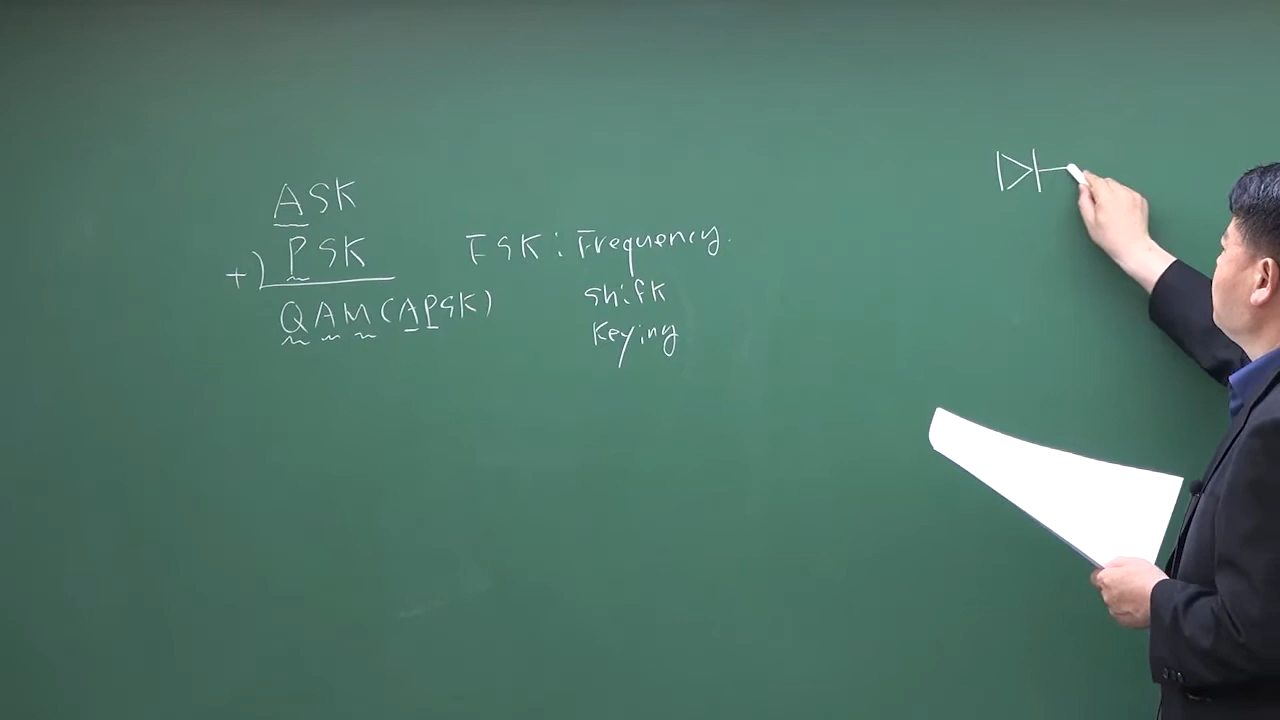 ASK
+) PSK
QAM (APSK)
FSK : Frequency.
Shift
Keying